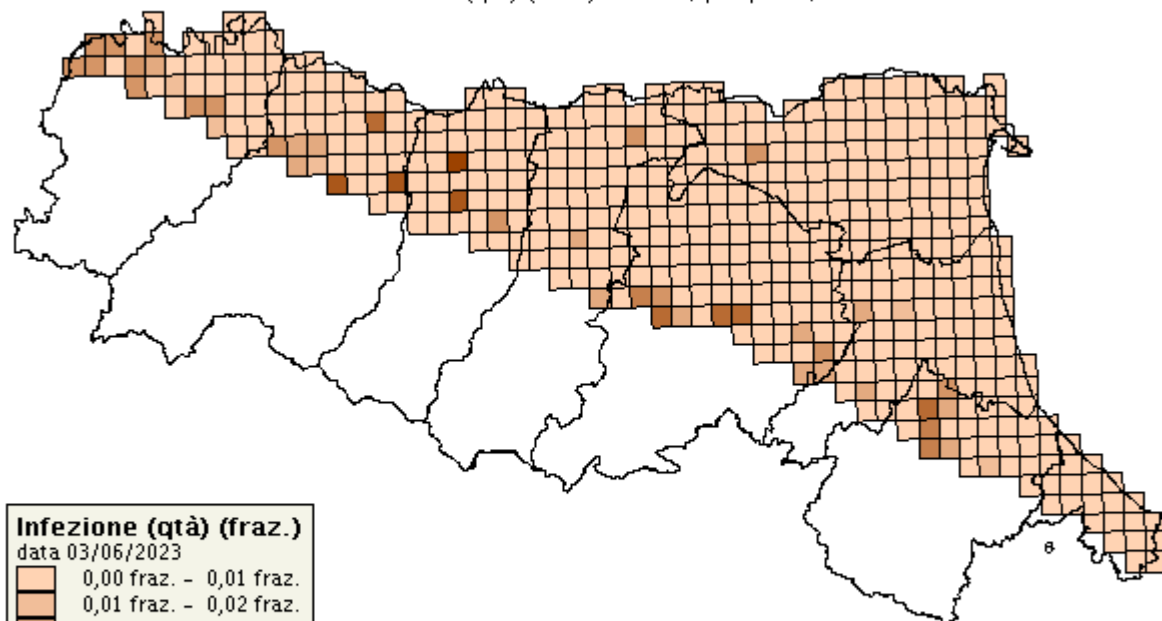 Infezione (qtà) (fraz.)
data 03/06/2023
0,00 fraz. - 0,01 fraz.
0,01 fraz. - 0,02 fraz.